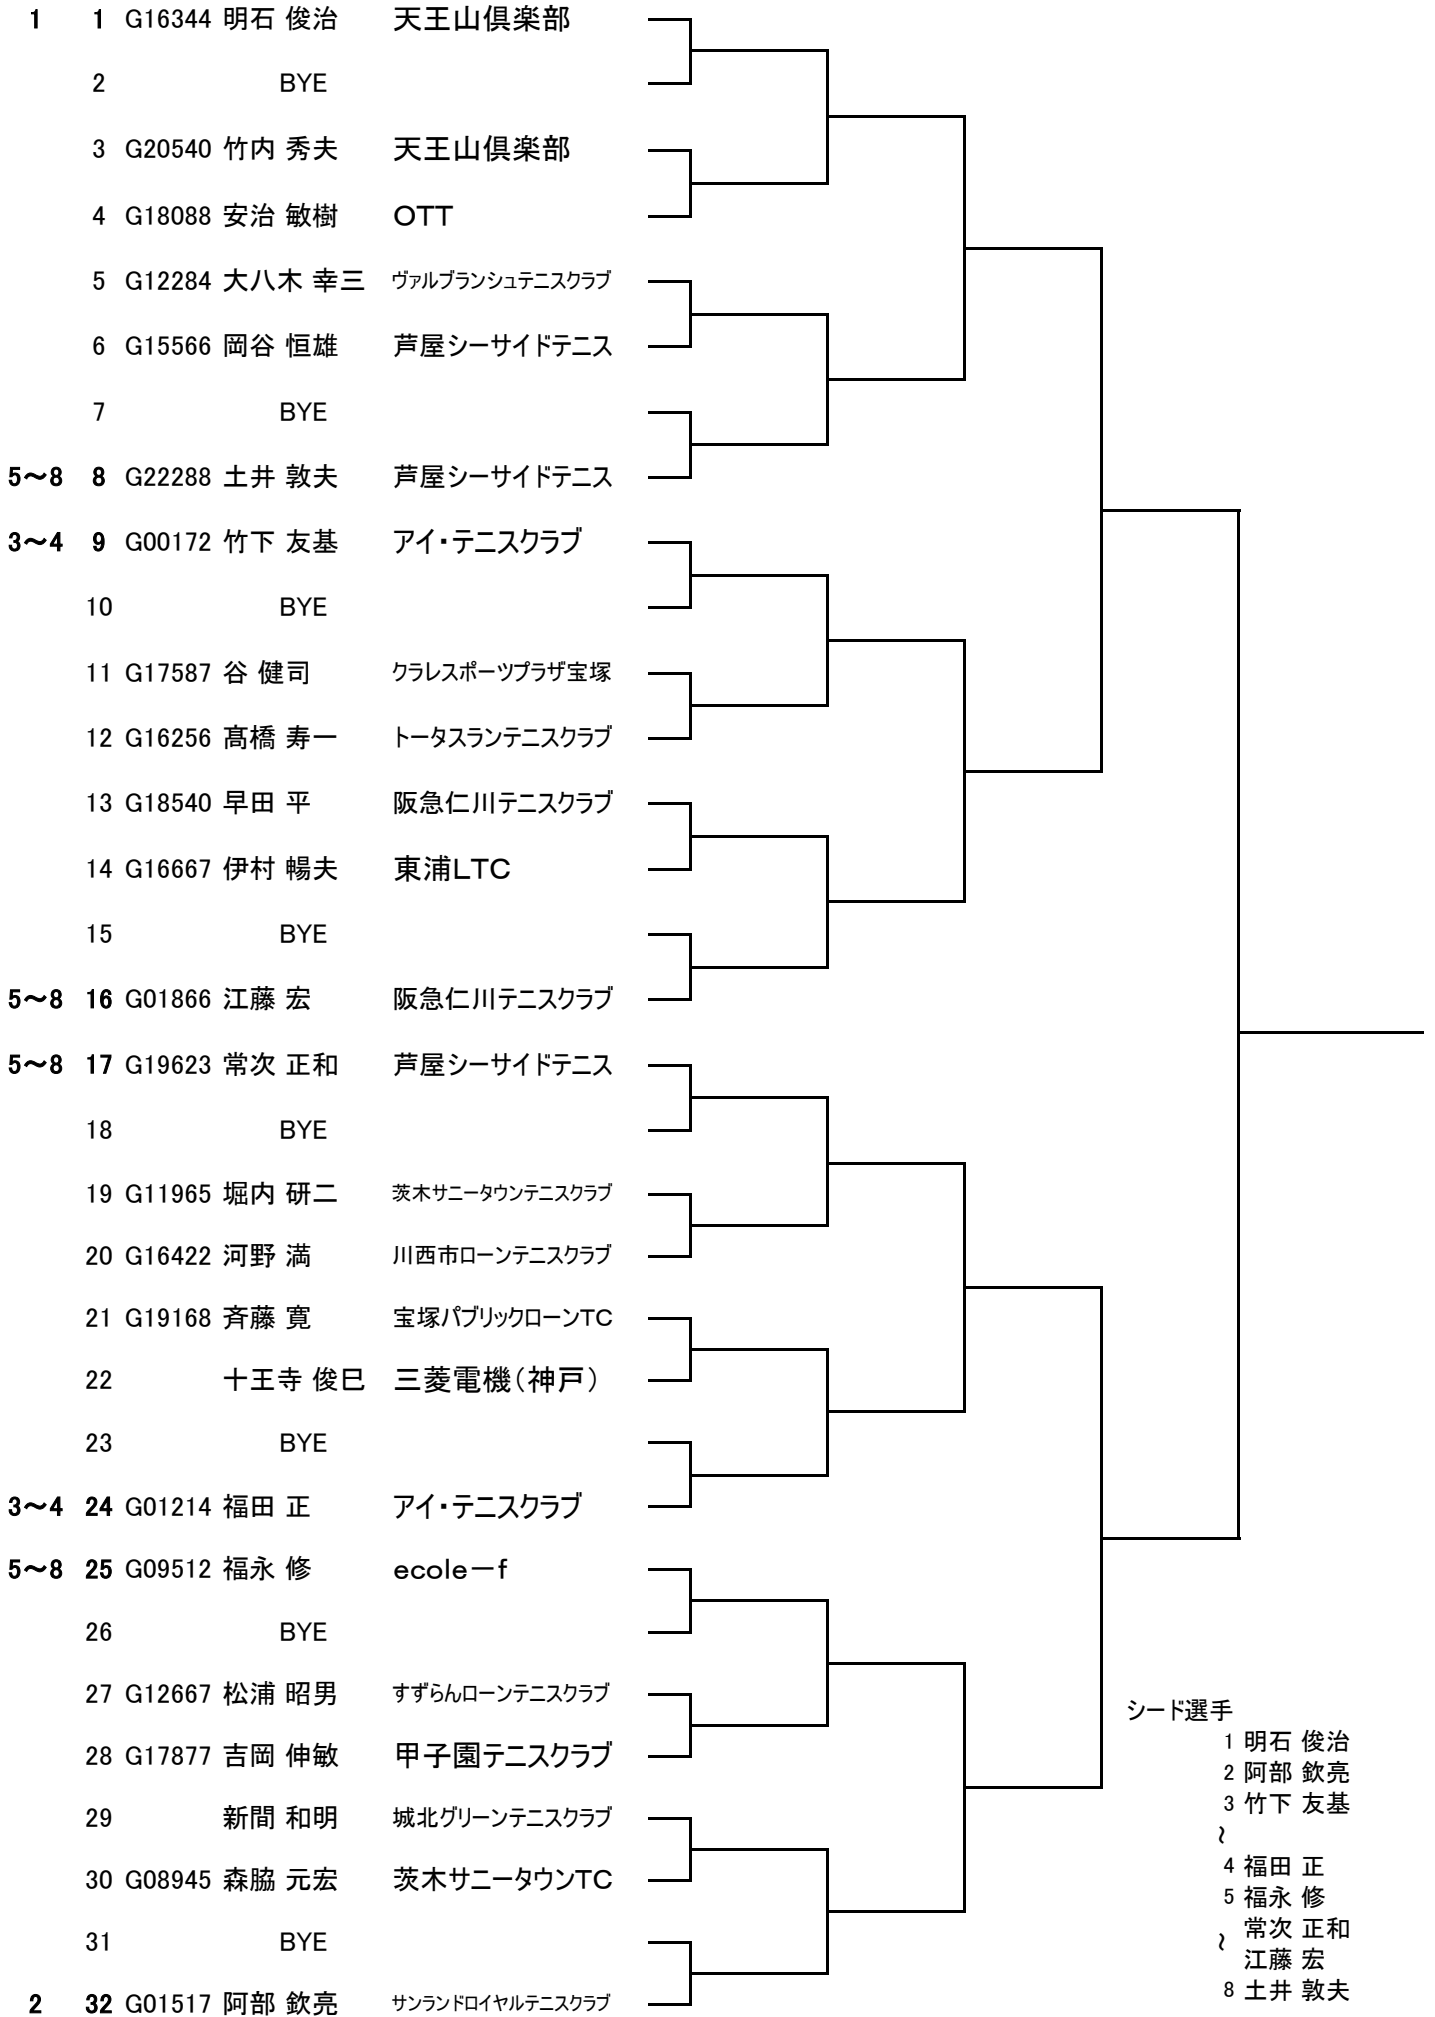 1 1 G16344 明石 俊治 天王山倶楽部
2 BYE
3 G20540 竹内 秀夫 天王山倶楽部
4 G18088 安治 敏樹 OTT
5 G12284 大八木 幸三 ヴァルブランシュテニスクラブ
6 G15566 岡谷 恒雄 芦屋シーサイドテニス
7 BYE
5～8 8 G22288 土井 敦夫 芦屋シーサイドテニス
3～4 9 G00172 竹下 友基 アイ・テニスクラブ
10 BYE
11 G17587 谷 健司 クラレスポーツプラザ宝塚
12 G16256 髙橋 寿一 トータスランテニスクラブ
13 G18540 早田 平 阪急仁川テニスクラブ
14 G16667 伊村 暢夫 東浦LTC
15 BYE
5～8 16 G01866 江藤 宏 阪急仁川テニスクラブ
5～8 17 G19623 常次 正和 芦屋シーサイドテニス
18 BYE
19 G11965 堀内 研二 茨木サニータウンテニスクラブ
20 G16422 河野 満 川西市ローンテニスクラブ
21 G19168 斉藤 寛 宝塚パブリックローンTC
22 十王寺 俊巳 三菱電機（神戸）
23 BYE
3～4 24 G01214 福田 正 アイ・テニスクラブ
5～8 25 G09512 福永 修 ecole－f
26 BYE
27 G12667 松浦 昭男 すずらんローンテニスクラブ
28 G17877 吉岡 伸敏 甲子園テニスクラブ
29 新間 和明 城北グリーンテニスクラブ
30 G08945 森脇 元宏 茨木サニータウンTC
31 BYE
2 32 G01517 阿部 欽亮 サンランドロイヤルテニスクラブ
シード選手
1 明石 俊治
2 阿部 欽亮
3 竹下 友基
～
4 福田 正
5 福永 修
常次 正和
～
江藤 宏
8 土井 敦夫